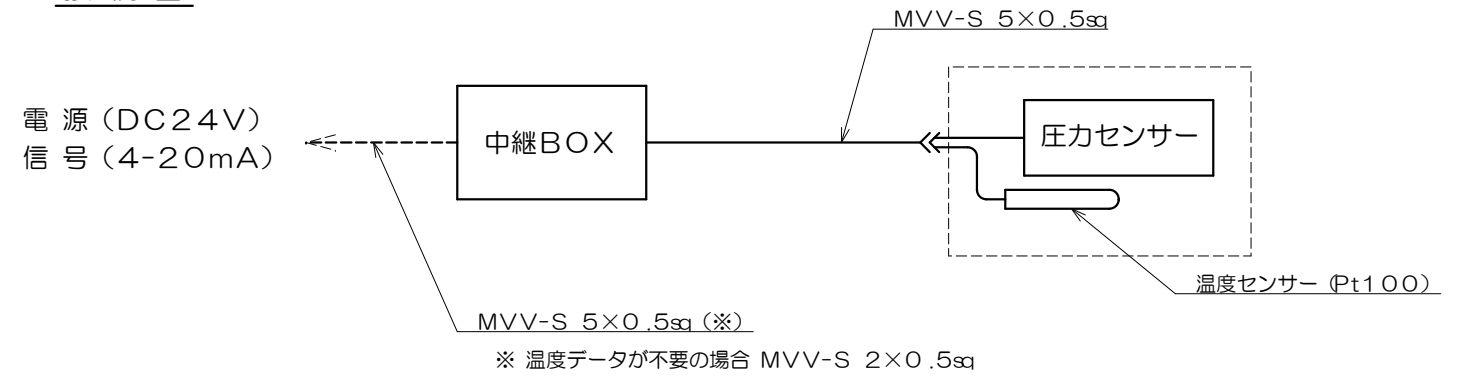 MVV-S 5×0.5sq
電 源 (DC24V)
信 号 (4-20mA)
中継BOX
圧力センサー
温度センサー (Pt100)
MVV-S 5×0.5sq (※)
※ 温度データが不要の場合 MVV-S 2×0.5sq